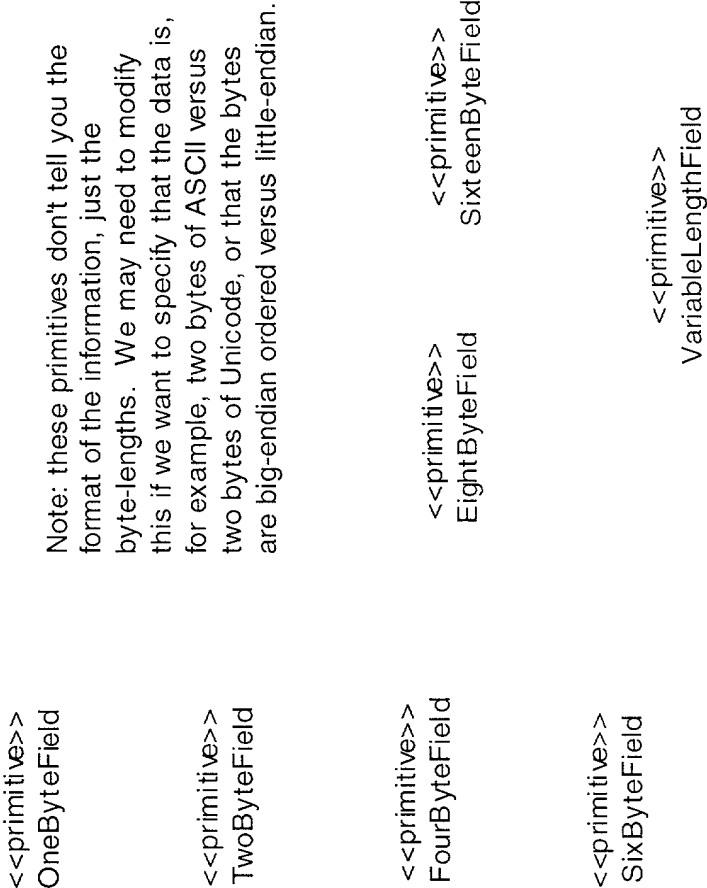 <<primitive>>
OneByteField
Note: these primitives don't tell you the
format of the information, just the
byte-lengths. We may need to modify
this if we want to specify that the data is,
for example, two bytes of ASCII versus
two bytes of Unicode, or that the bytes
are big-endian ordered versus little-endian.
<<primitive>>
TwoByteField
<<primitive>>
FourByteField
<<primitive>>
EightByteField
<<primitive>>
SixteenByteField
<<primitive>>
SixByteField
<<primitive>>
VariableLengthField